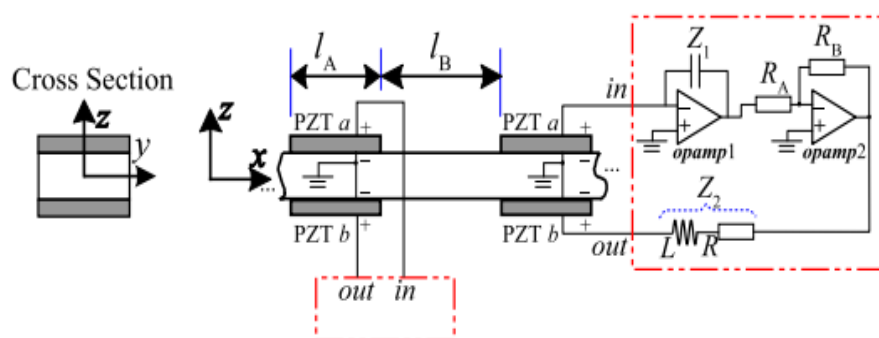 l_A
l_B
Z_1
R_B
R_A
Cross Section
z
y
z
x
in
PZT a
+
−
−
+
PZT b
...
...
PZT a
+
−
−
+
PZT b
−
+
opamp1
−
+
opamp2
Z_2
out
L
R
out
in